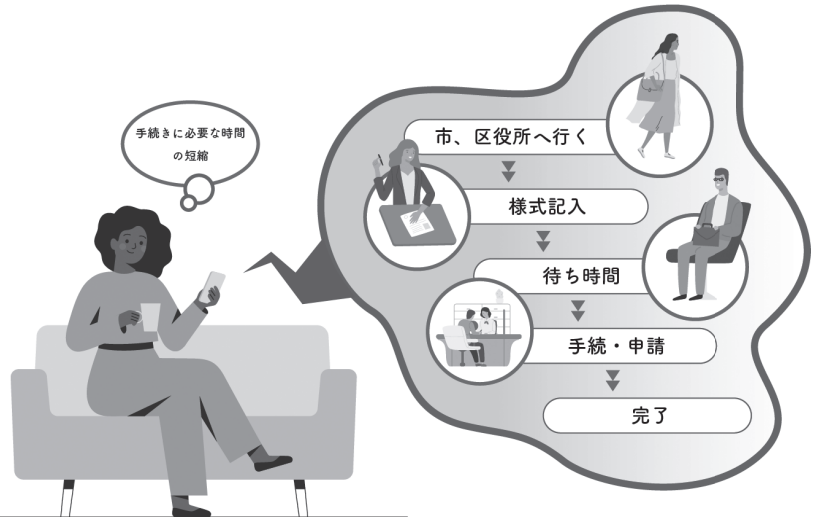 手続きに必要な時間
の短縮
市、区役所へ行く
様式記入
待ち時間
手続・申請
完了